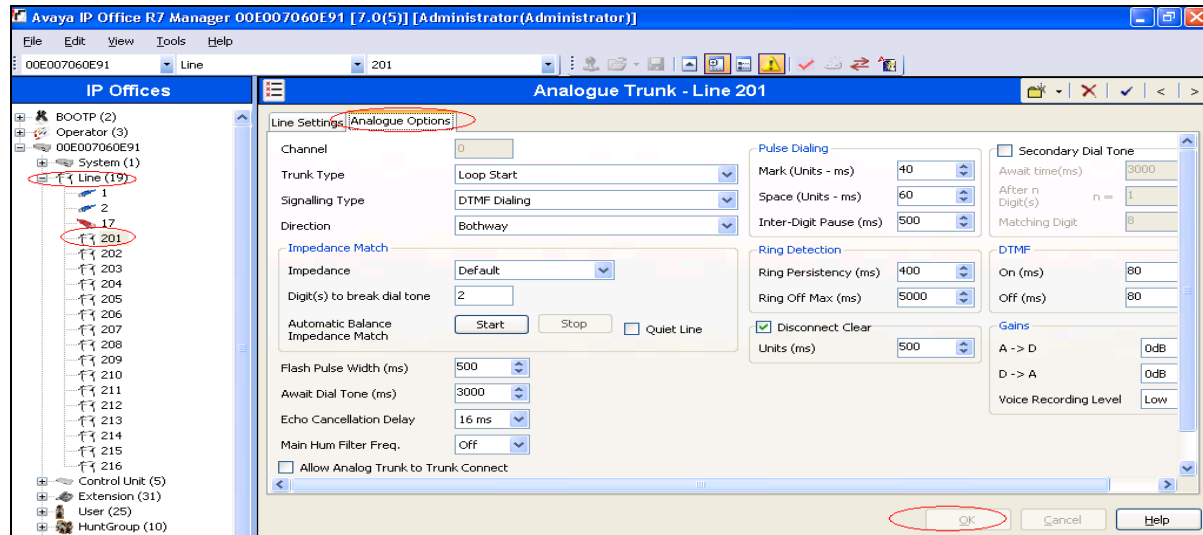 Avaya IP Office R7 Manager 00E007060E91 [7.0(5)] [Administrator(Administrator)]
File Edit View Tools Help
00E007060E91 Line 201
IP Offices
BOOTP (2)
Operator (3)
00E007060E91
System (1)
Line (19)
1
2
17
201
202
203
204
205
206
207
208
209
210
211
212
213
214
215
216
Control Unit (5)
Extension (31)
User (25)
HuntGroup (10)
Analogue Trunk - Line 201
Line Settings Analogue Options
Channel 0
Trunk Type Loop Start
Signalling Type DTMF Dialing
Direction Bothway
Impedance Match
Impedance Default
Digit(s) to break dial tone 2
Automatic Balance
Impedance Match Start Stop Quiet Line
Flash Pulse Width (ms) 500
Await Dial Tone (ms) 3000
Echo Cancellation Delay 16 ms
Main Hum Filter Freq. Off
Allow Analog Trunk to Trunk Connect
Pulse Dialing
Mark (Units - ms) 40
Space (Units - ms) 60
Inter-Digit Pause (ms) 500
Ring Detection
Ring Persistency (ms) 400
Ring Off Max (ms) 5000
Disconnect Clear
Units (ms) 500
Secondary Dial Tone
Await time(ms) 3000
After n
Digit(s) n = 1
Matching Digit 8
DTMF
On (ms) 80
Off (ms) 80
Gains
A -> D 0dB
D -> A 0dB
Voice Recording Level Low
OK Cancel Help